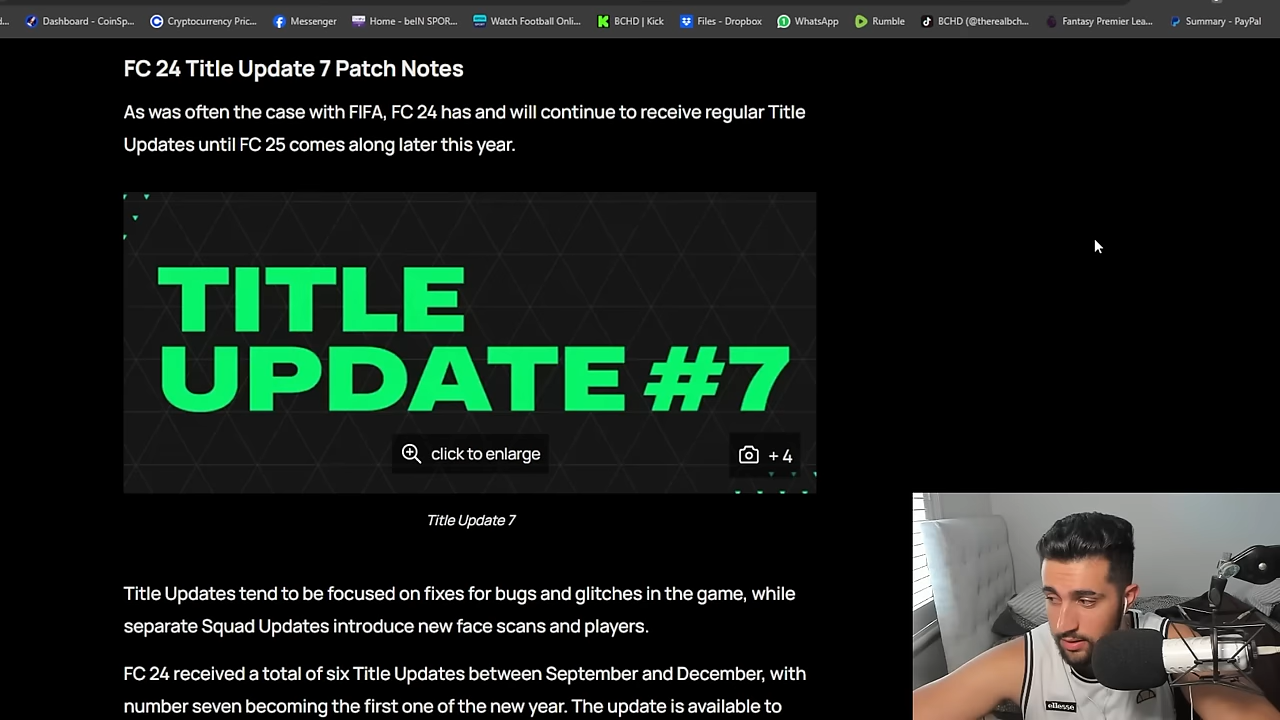 Dashboard - CoinSp...
Cryptocurrency Pric...
Messenger
Home - beIN SPOR...
Watch Football Onli...
BCHD | Kick
Files - Dropbox
WhatsApp
Rumble
BCHD (@therealbch...
Fantasy Premier Lea...
Summary - PayPal
FC 24 Title Update 7 Patch Notes
As was often the case with FIFA, FC 24 has and will continue to receive regular Title
Updates until FC 25 comes along later this year.
TITLE
UPDATE #7
click to enlarge
+ 4
Title Update 7
Title Updates tend to be focused on fixes for bugs and glitches in the game, while
separate Squad Updates introduce new face scans and players.
FC 24 received a total of six Title Updates between September and December, with
number seven becoming the first one of the new year. The update is available to
ellesse